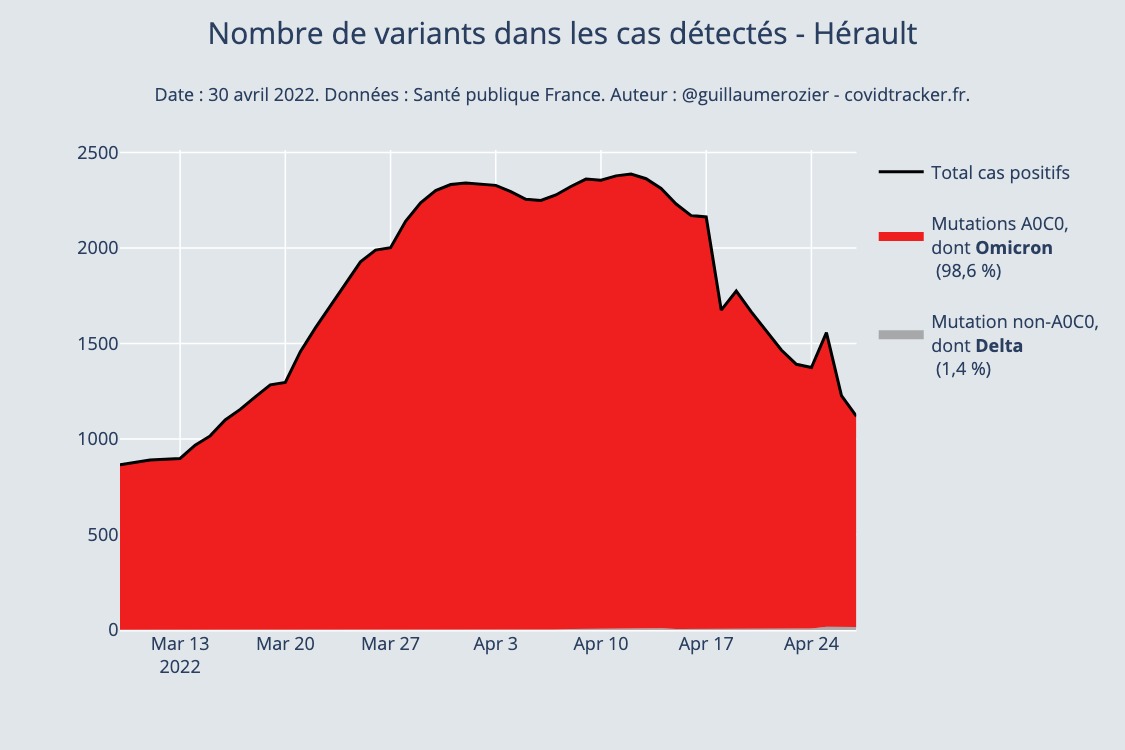 Nombre de variants dans les cas détectés - Hérault
Date : 30 avril 2022. Données : Santé publique France. Auteur : @guillaumerozier - covidtracker.fr.
2500
2000
1500
1000
500
0
Mar 13
2022
Mar 20
Mar 27
Apr 3
Apr 10
Apr 17
Apr 24
Total cas positifs
Mutations A0C0,
dont Omicron
(98,6 %)
Mutation non-A0C0,
dont Delta
(1,4 %)